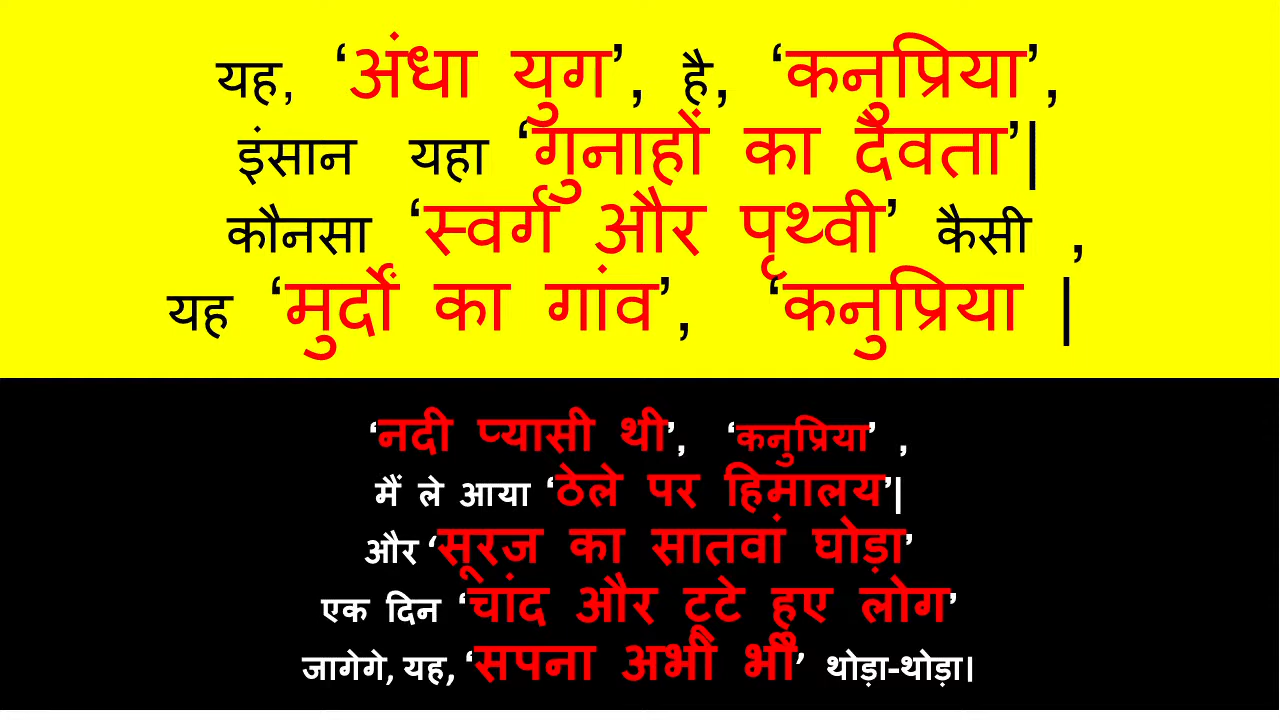 यह, ‘अंधा युग’, है, ‘कनुप्रिया’,
इंसान यहा ‘गुनाहों का दैवता’|
कौनसा ‘स्वर्ग और पृथ्वी’ कैसी ,
यह ‘मुर्दों का गांव’, ‘कनुप्रिया |
‘नदी प्यासी थी’, ‘कनुप्रिया’ ,
मैं ले आया ‘ठेले पर हिमालय’|
और ‘सूरज का सातवां घोड़ा’
एक दिन ‘चांद और टूटे हुए लोग’
जागेगे, यह, ‘सपना अभी भी’ थोड़ा-थोड़ा।